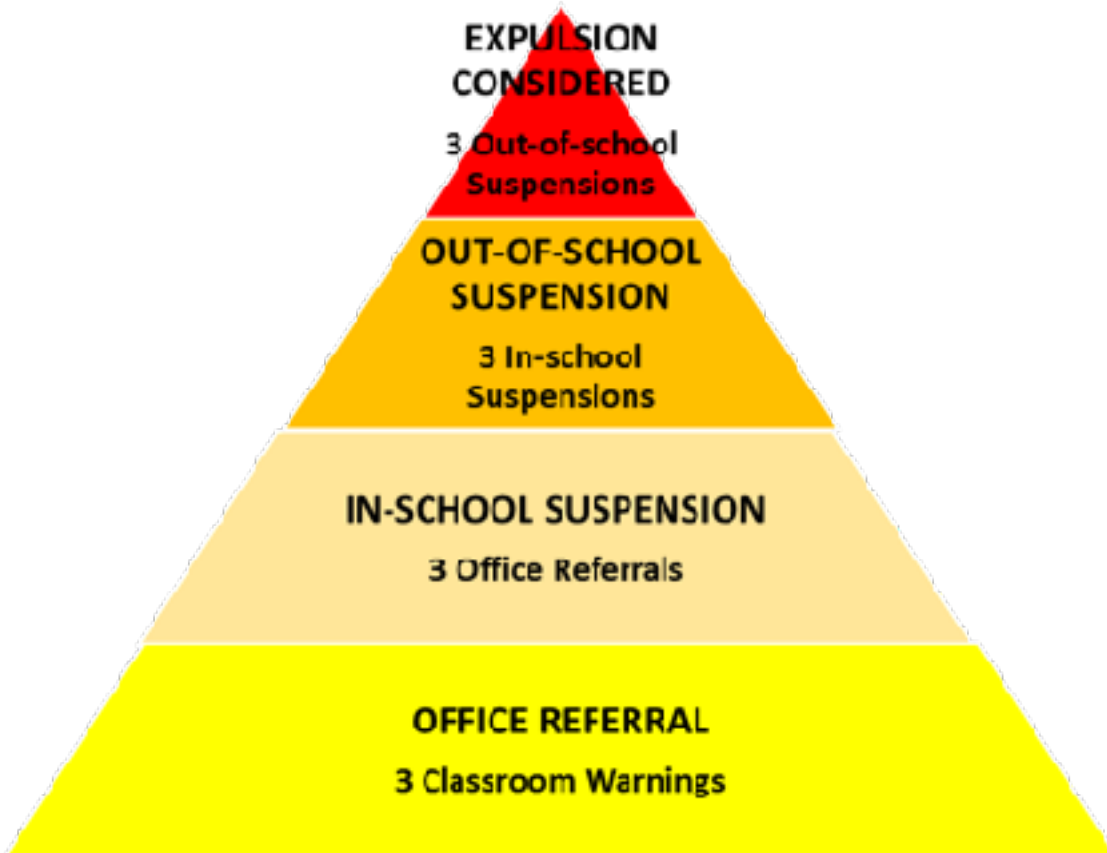 EXPULSION
CONSIDERED
3 Out-of-school
Suspensions
OUT-OF-SCHOOL
SUSPENSION
3 In-school
Suspensions
IN-SCHOOL SUSPENSION
3 Office Referrals
OFFICE REFERRAL
3 Classroom Warnings